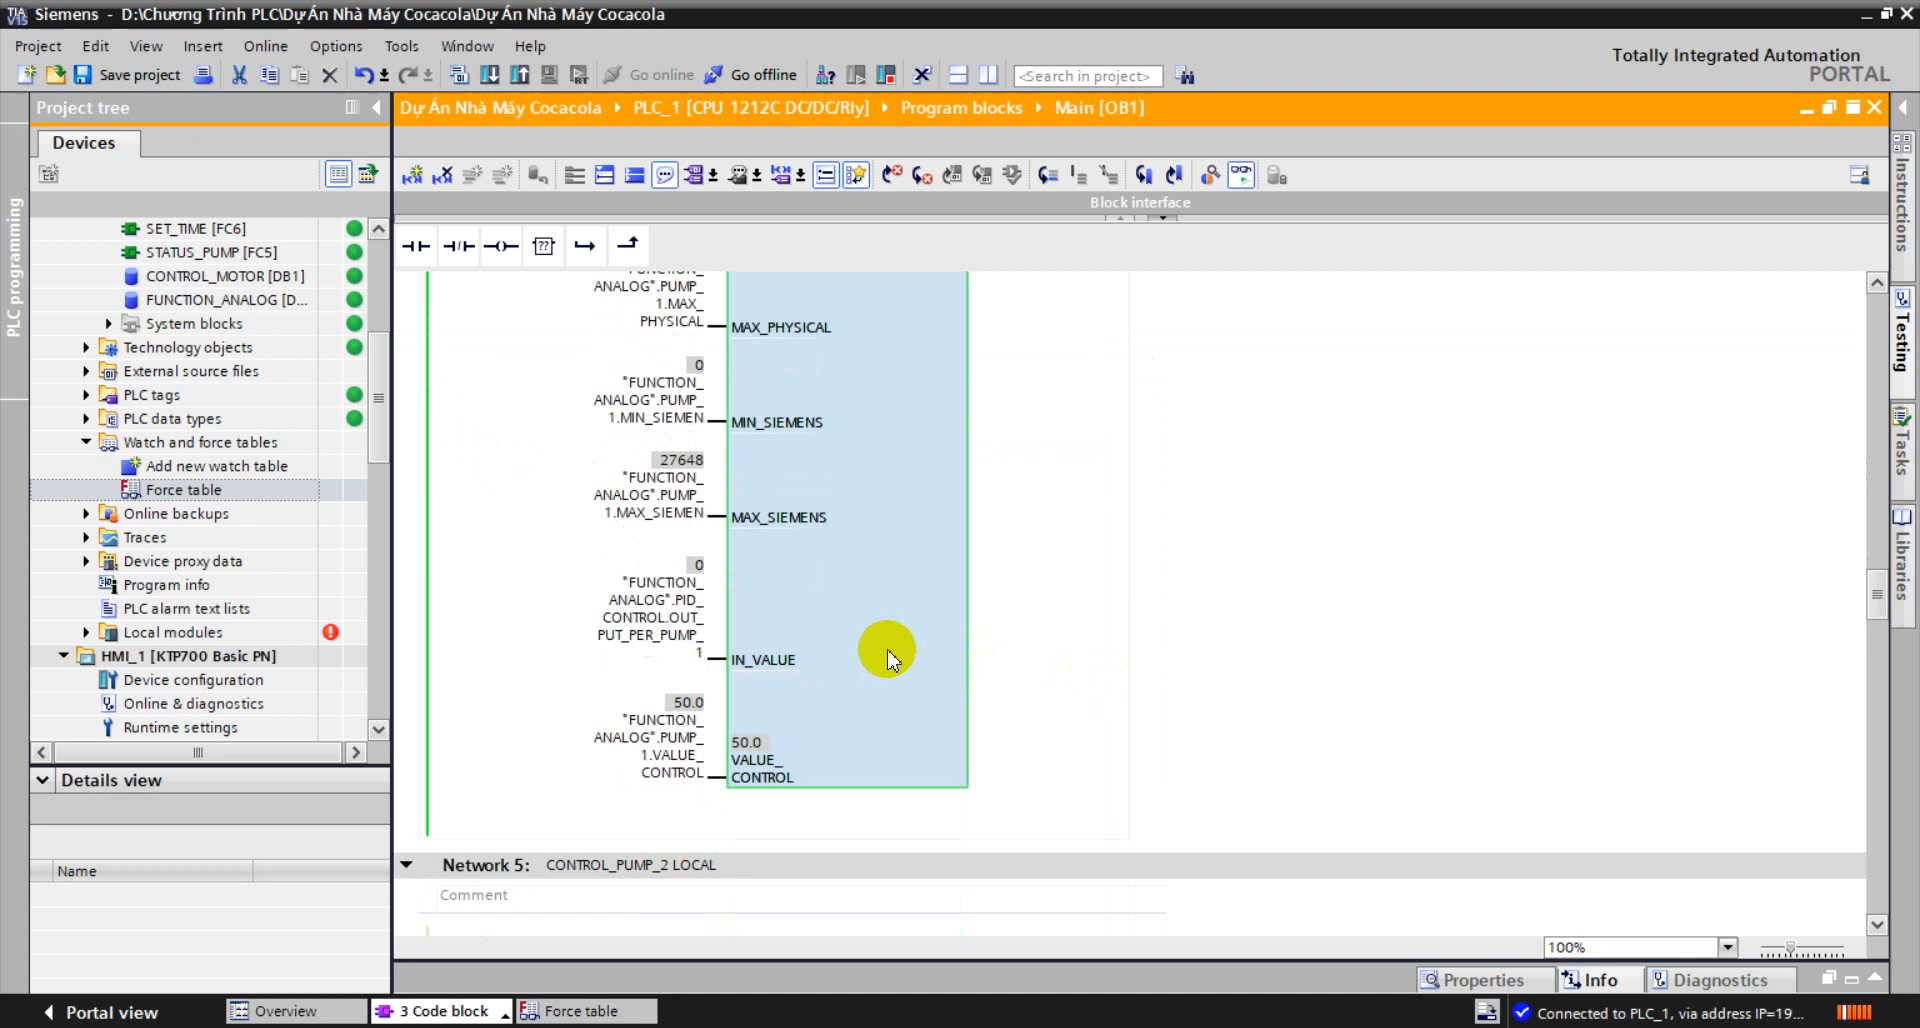 TIA V15 Siemens - D:\Chương Trình PLC\Dự Án Nhà Máy Cocacola\Dự Án Nhà Máy Cocacola
Project Edit View Insert Online Options Tools Window Help
Totally Integrated Automation
PORTAL
Save project Go online Go offline <Search in project>
Project tree
Dự Án Nhà Máy Cocacola PLC_1 [CPU 1212C DC/DC/Rly] Program blocks Main [OB1]
Devices
Block interface
PLC programming
SET_TIME [FC6]
STATUS_PUMP [FC5]
CONTROL_MOTOR [DB1]
FUNCTION_ANALOG [D...
System blocks
Technology objects
External source files
PLC tags
PLC data types
Watch and force tables
Add new watch table
Force table
Online backups
Traces
Device proxy data
Program info
PLC alarm text lists
Local modules
HMI_1 [KTP700 Basic PN]
Device configuration
Online & diagnostics
Runtime settings
Details view
Name
ANALOG".PUMP_
1.MAX_
PHYSICAL
MAX_PHYSICAL
0
"FUNCTION_
ANALOG".PUMP_
1.MIN_SIEMEN
MIN_SIEMENS
27648
"FUNCTION_
ANALOG".PUMP_
1.MAX_SIEMEN
MAX_SIEMENS
0
"FUNCTION_
ANALOG".PID_
CONTROL.OUT_
PUT_PER_PUMP_
1
IN_VALUE
50.0
"FUNCTION_
ANALOG".PUMP_
1.VALUE_
CONTROL
50.0
VALUE_
CONTROL
Network 5: CONTROL_PUMP_2 LOCAL
Comment
100%
Properties Info Diagnostics
Instructions
Testing
Tasks
Libraries
Portal view Overview 3 Code block Force table
Connected to PLC_1, via address IP=19...